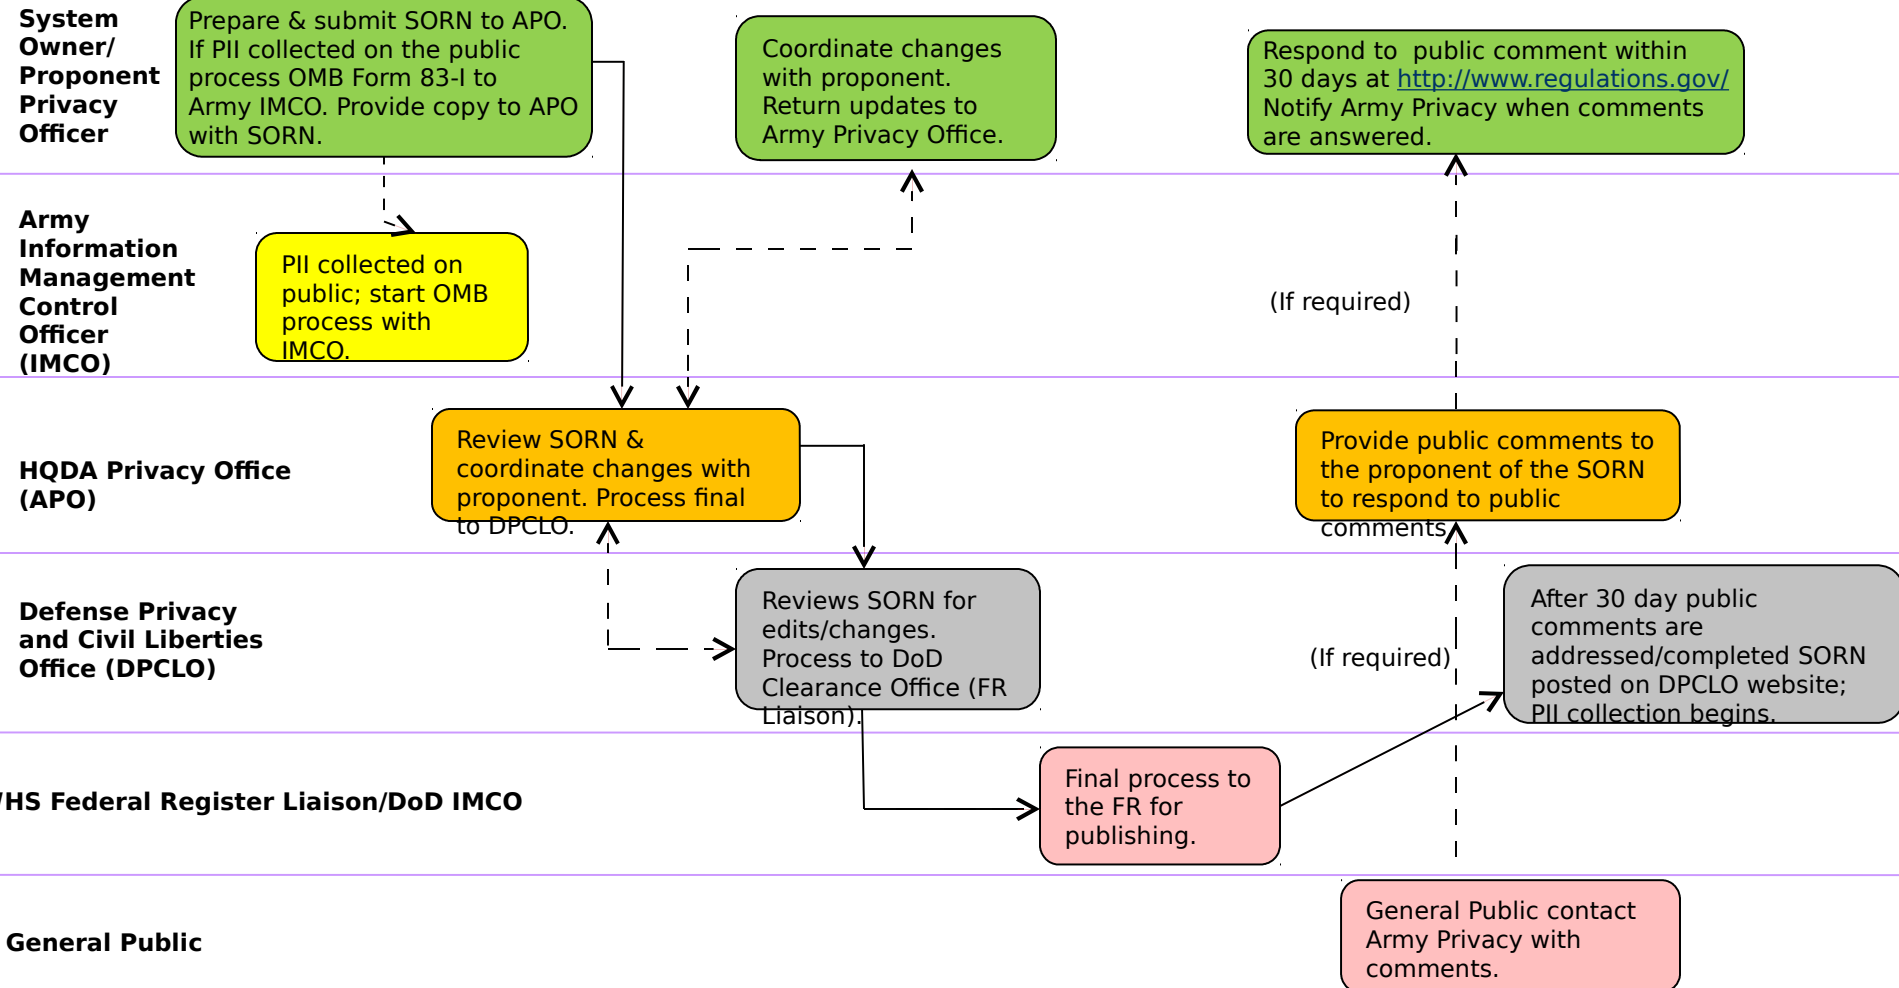 System
Owner/
Proponent
Privacy
Officer
Prepare & submit SORN to APO.
If PII collected on the public
process OMB Form 83-I to
Army IMCO. Provide copy to APO
with SORN.
Coordinate changes
with proponent.
Return updates to
Army Privacy Office.
Respond to  public comment within
30 days at http://www.regulations.gov/
Notify Army Privacy when comments
are answered.
Army
Information
Management
Control
Officer
(IMCO)
PII collected on
public; start OMB
process with
IMCO.
(If required)
HQDA Privacy Office
(APO)
Review SORN &
coordinate changes with
proponent. Process final
to DPCLO.
Provide public comments to
the proponent of the SORN
to respond to public
comments
Defense Privacy
and Civil Liberties
Office (DPCLO)
Reviews SORN for
edits/changes.
Process to DoD
Clearance Office (FR
Liaison).
(If required)
After 30 day public
comments are
addressed/completed SORN
posted on DPCLO website;
PII collection begins.
HS Federal Register Liaison/DoD IMCO
Final process to
the FR for
publishing.
General Public
General Public contact
Army Privacy with
comments.